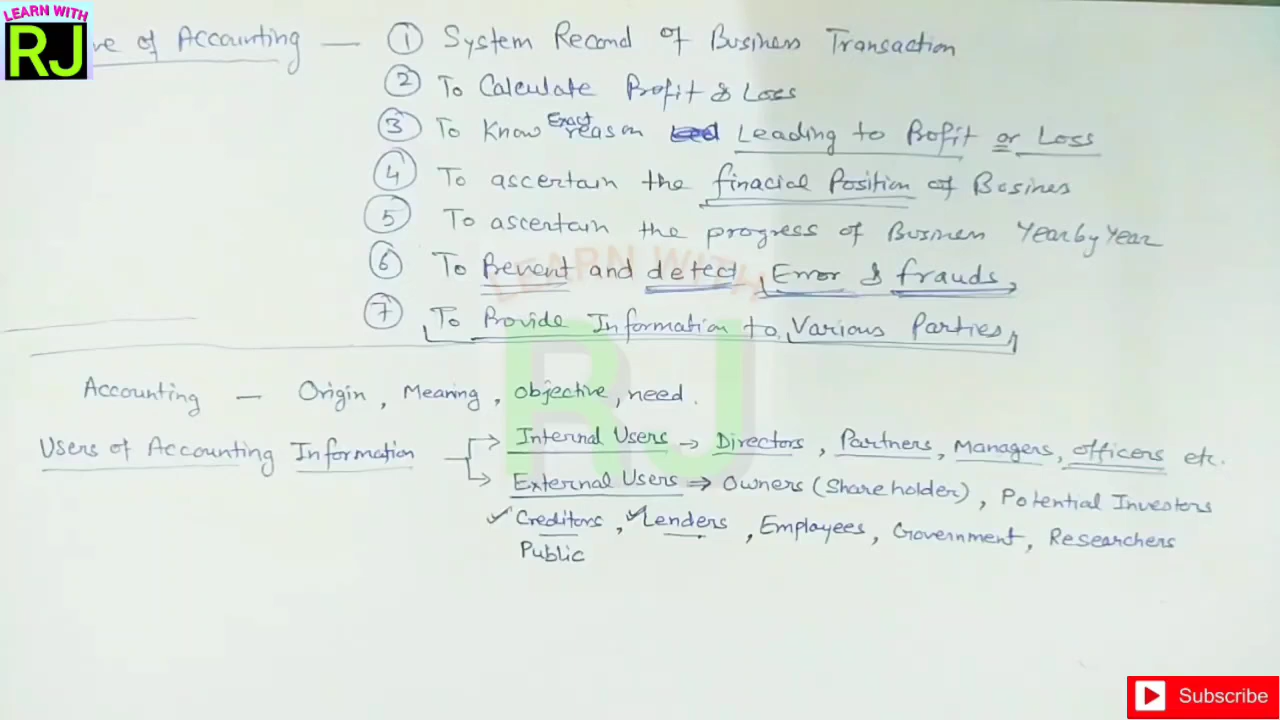 LEARN WITH
RJ
ve of Accounting — ① System Record of Business Transaction
② To Calculate Profit & Loss
③ To Know Exact reason Leading to Profit or Loss
④ To ascertain the finacial Position of Bosines
⑤ To ascertain the progress of Business Year by Year
⑥ To Prevent and detect Error & frauds,
⑦ To Provide Information to Various Parties,
LEARN WITH
RJ
Accounting — Origin, Meaning, objective, need.
Users of Accounting Information → Internal Users → Directors, Partners, Managers, officers etc.
→ External Users ⇒ Owners (Shareholder), Potential Investors
✓ Creditors, ✓ Lenders, Employees, Government, Researchers
Public
Subscribe